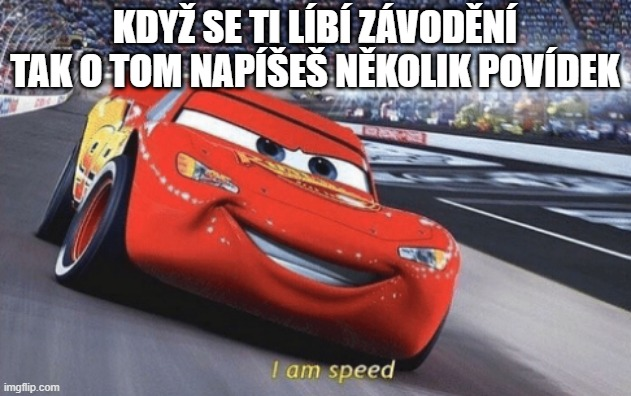 KDYŽ SE TI LÍBÍ ZÁVODĚNÍ
TAK O TOM NAPÍŠEŠ NĚKOLIK POVÍDEK
I am speed
imgflip.com